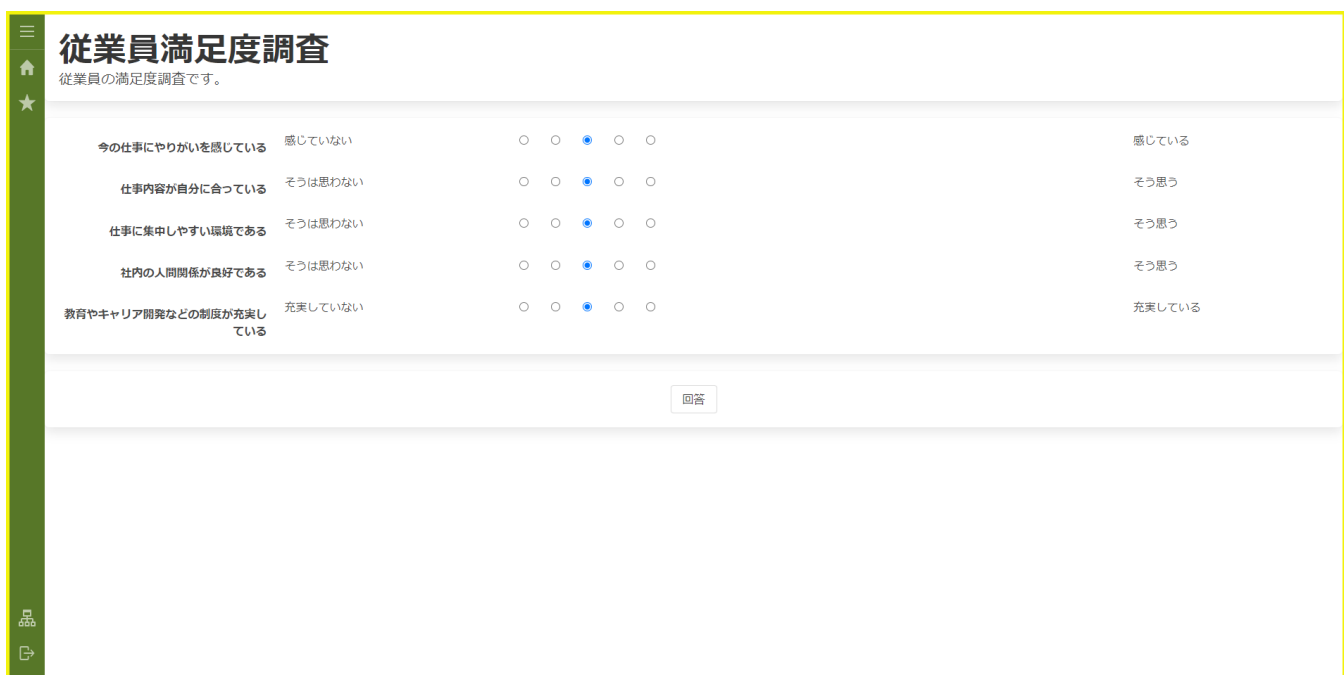 従業員満足度調査
従業員の満足度調査です。
今の仕事にやりがいを感じている 感じていない 感じている
仕事内容が自分に合っている そうは思わない そう思う
仕事に集中しやすい環境である そうは思わない そう思う
社内の人間関係が良好である そうは思わない そう思う
教育やキャリア開発などの制度が充実し 充実していない 充実している
ている
回答